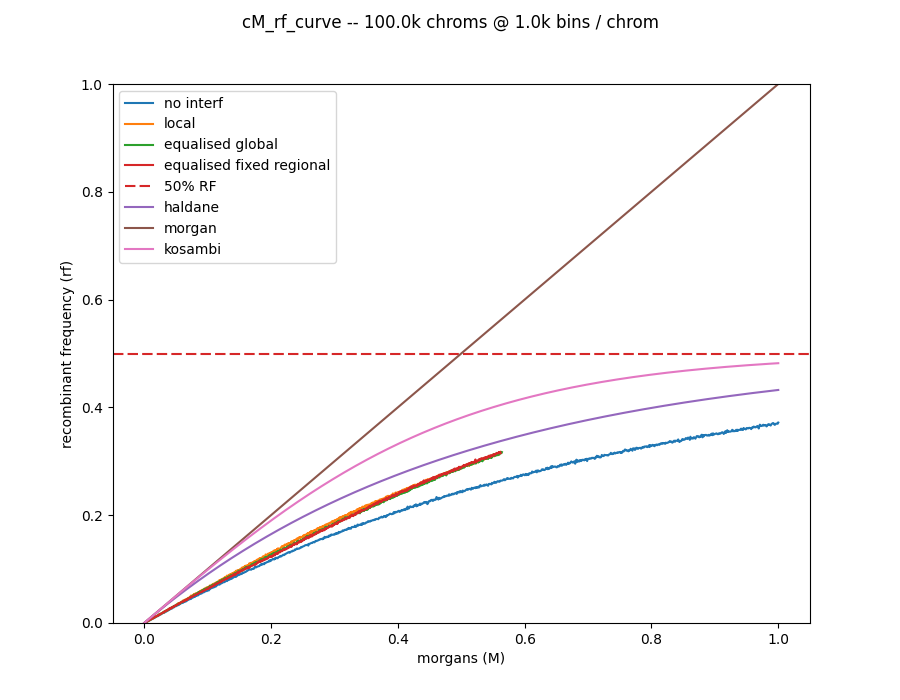 cM_rf_curve -- 100.0k chroms @ 1.0k bins / chrom
1.0
0.8
0.6
0.4
0.2
0.0
recombinant frequency (rf)
no interf
local
equalised global
equalised fixed regional
50% RF
haldane
morgan
kosambi
0.0 0.2 0.4 0.6 0.8 1.0
morgans (M)